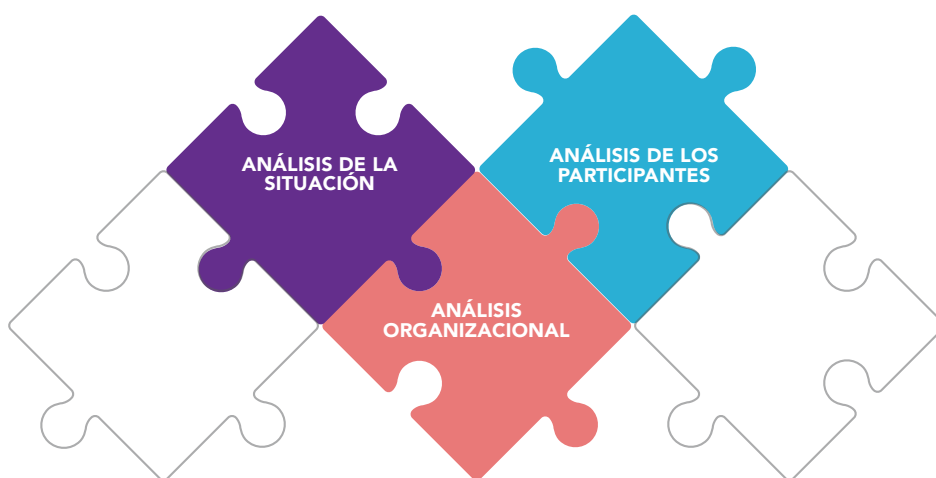 ANÁLISIS DE LA
SITUACIÓN
ANÁLISIS DE LOS
PARTICIPANTES
ANÁLISIS
ORGANIZACIONAL